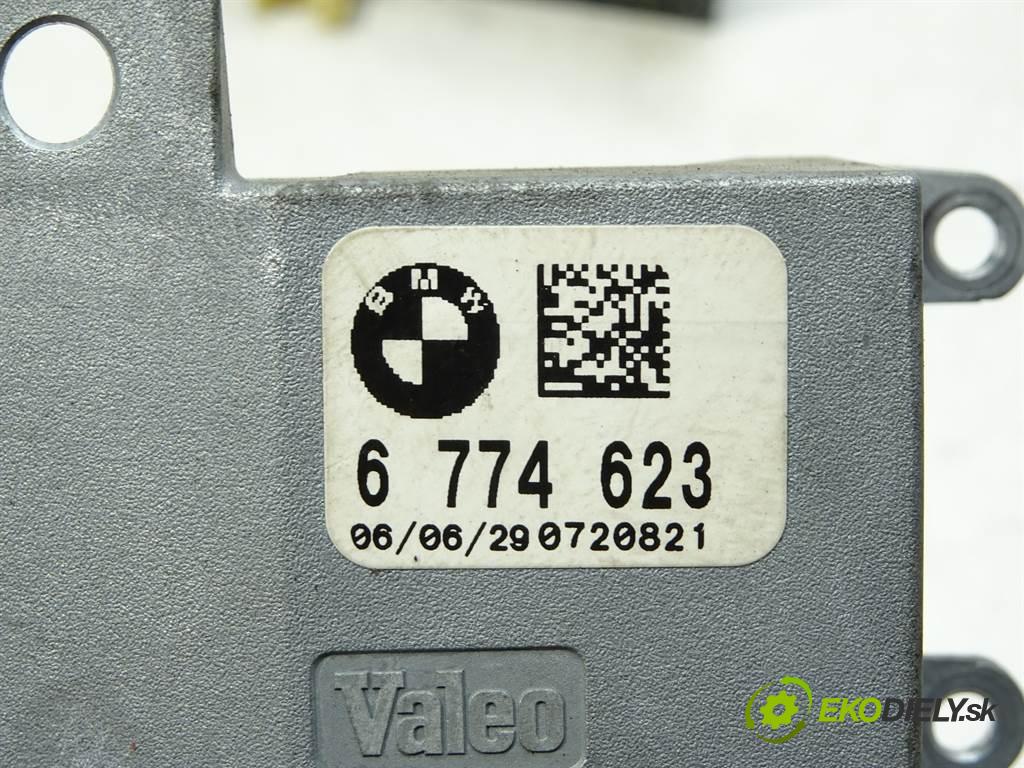 BMW
6 774 623
06/06/29 0720821
Valeo
EKODIELY.sk